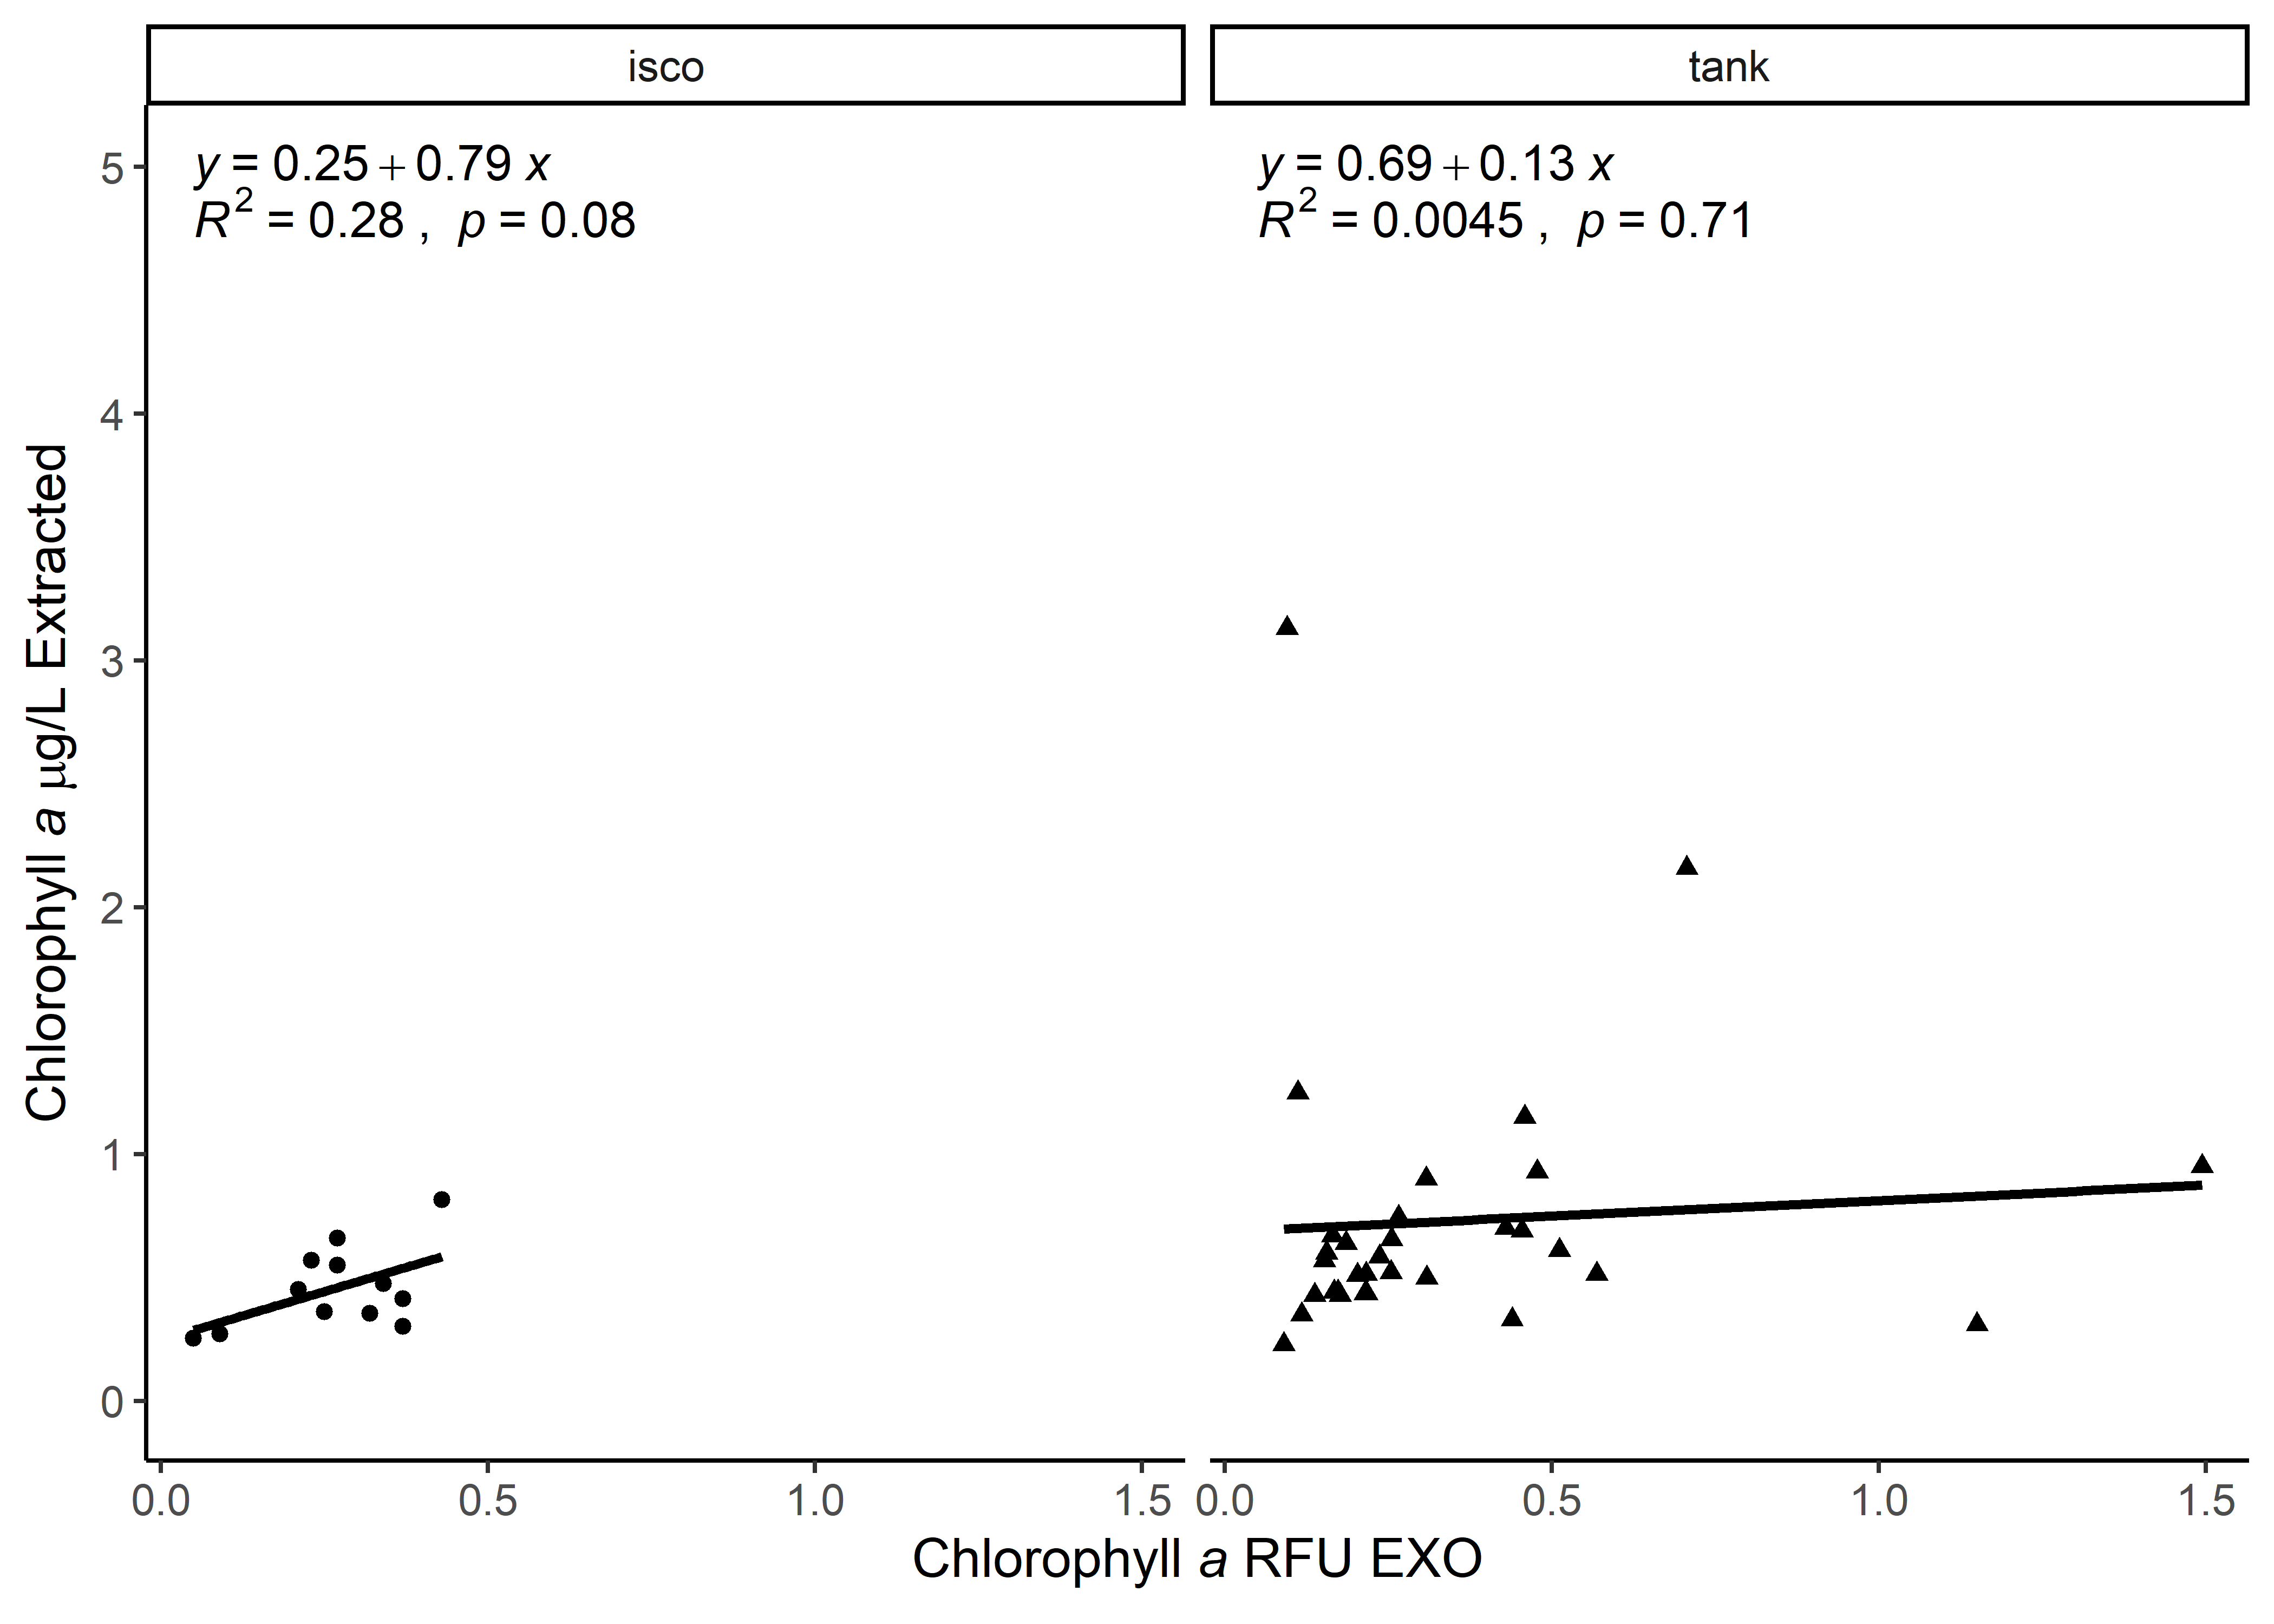 isco
tank
y = 0.25 + 0.79 x
R² = 0.28 , p = 0.08
y = 0.69 + 0.13 x
R² = 0.0045 , p = 0.71
Chlorophyll a μg/L Extracted
5
4
3
2
1
0
0.0 0.5 1.0 1.5
0.0 0.5 1.0 1.5
Chlorophyll a RFU EXO